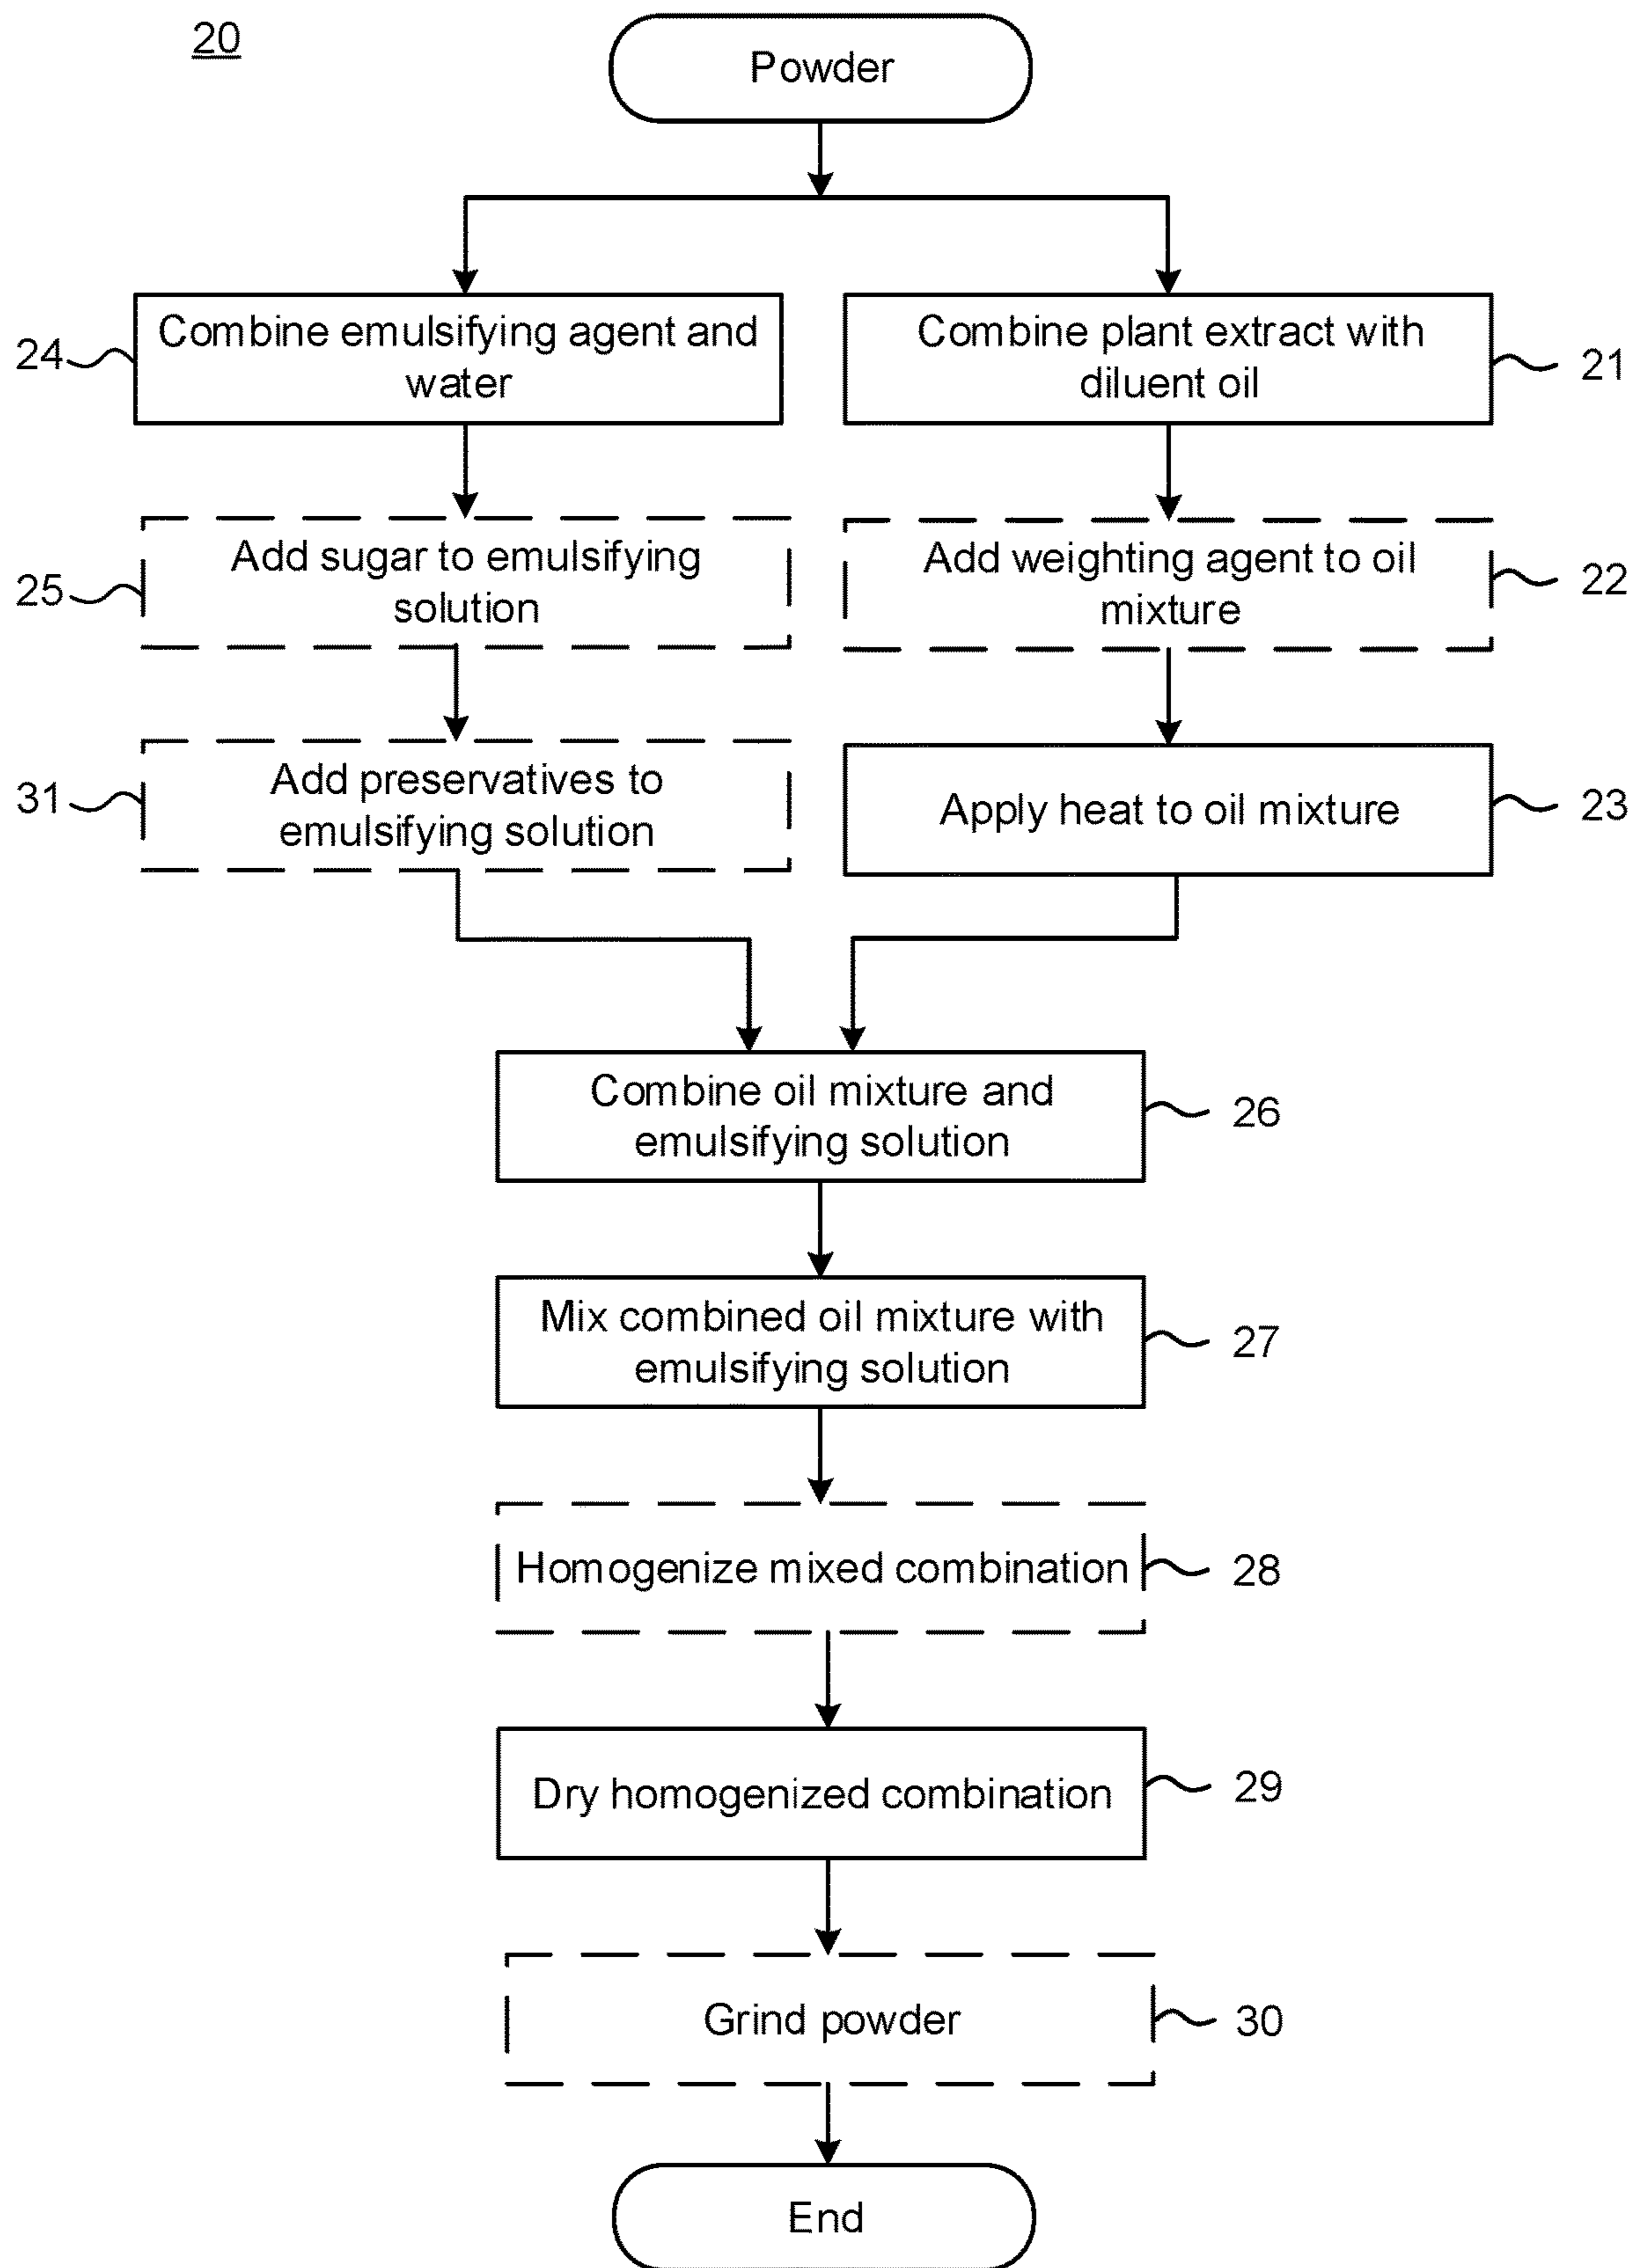 20
Powder
24
Combine emulsifying agent and
water
Combine plant extract with
diluent oil
21
25
Add sugar to emulsifying
solution
Add weighting agent to oil
mixture
22
31
Add preservatives to
emulsifying solution
Apply heat to oil mixture
23
Combine oil mixture and
emulsifying solution
26
Mix combined oil mixture with
emulsifying solution
27
Homogenize mixed combination
28
Dry homogenized combination
29
Grind powder
30
End